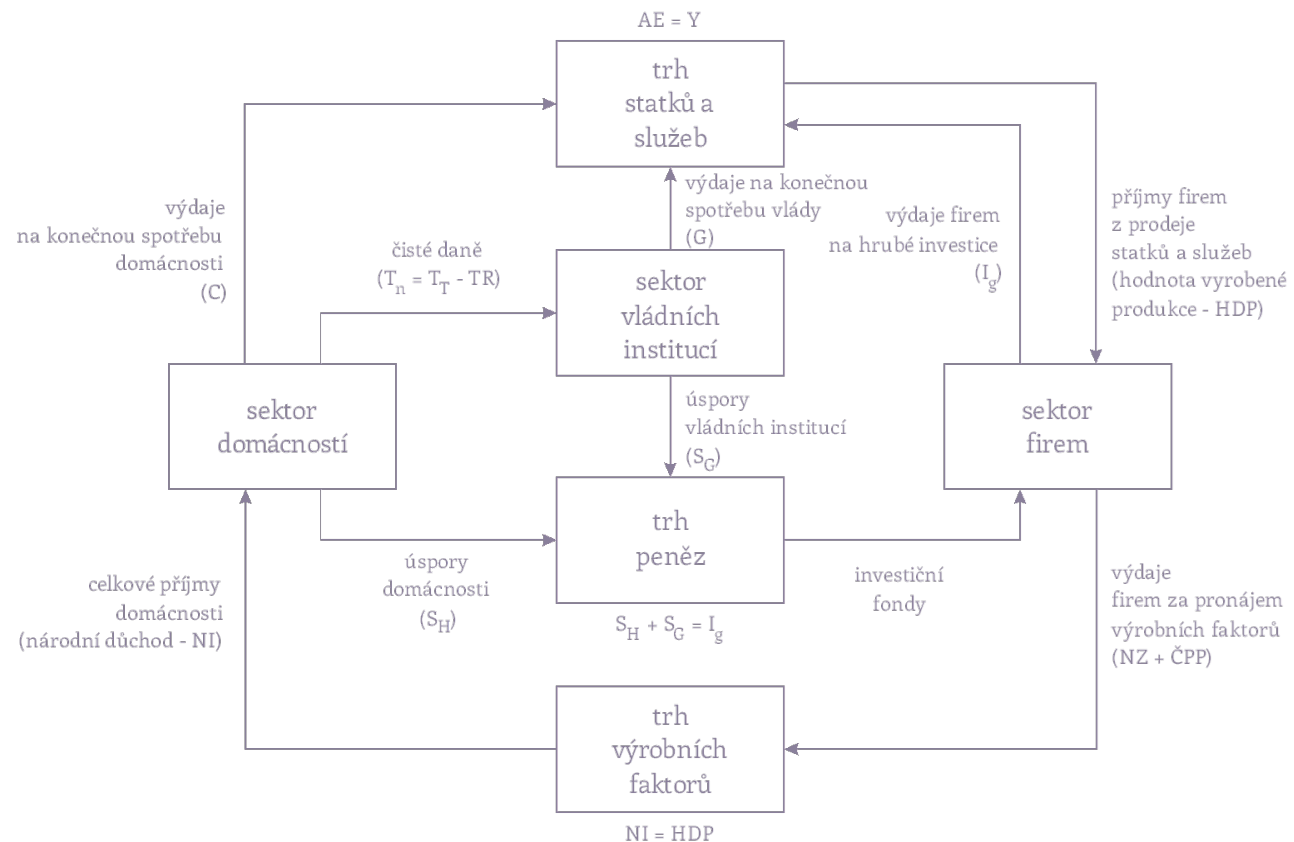 AE = Y
trh
statků a
služeb
výdaje
na konečnou spotřebu
domácnosti
(C)
čisté daně
(Tn = TT - TR)
výdaje na konečnou
spotřebu vlády
(G)
výdaje firem
na hrubé investice
(Ig)
příjmy firem
z prodeje
statků a služeb
(hodnota vyrobené
produkce - HDP)
sektor
vládních
institucí
sektor
domácností
úspory
vládních institucí
(SG)
sektor
firem
trh
peněz
celkové příjmy
domácnosti
(národní důchod - NI)
úspory
domácnosti
(SH)
SH + SG = Ig
investiční
fondy
výdaje
firem za pronájem
výrobních faktorů
(NZ + ČPP)
trh
výrobních
faktorů
NI = HDP